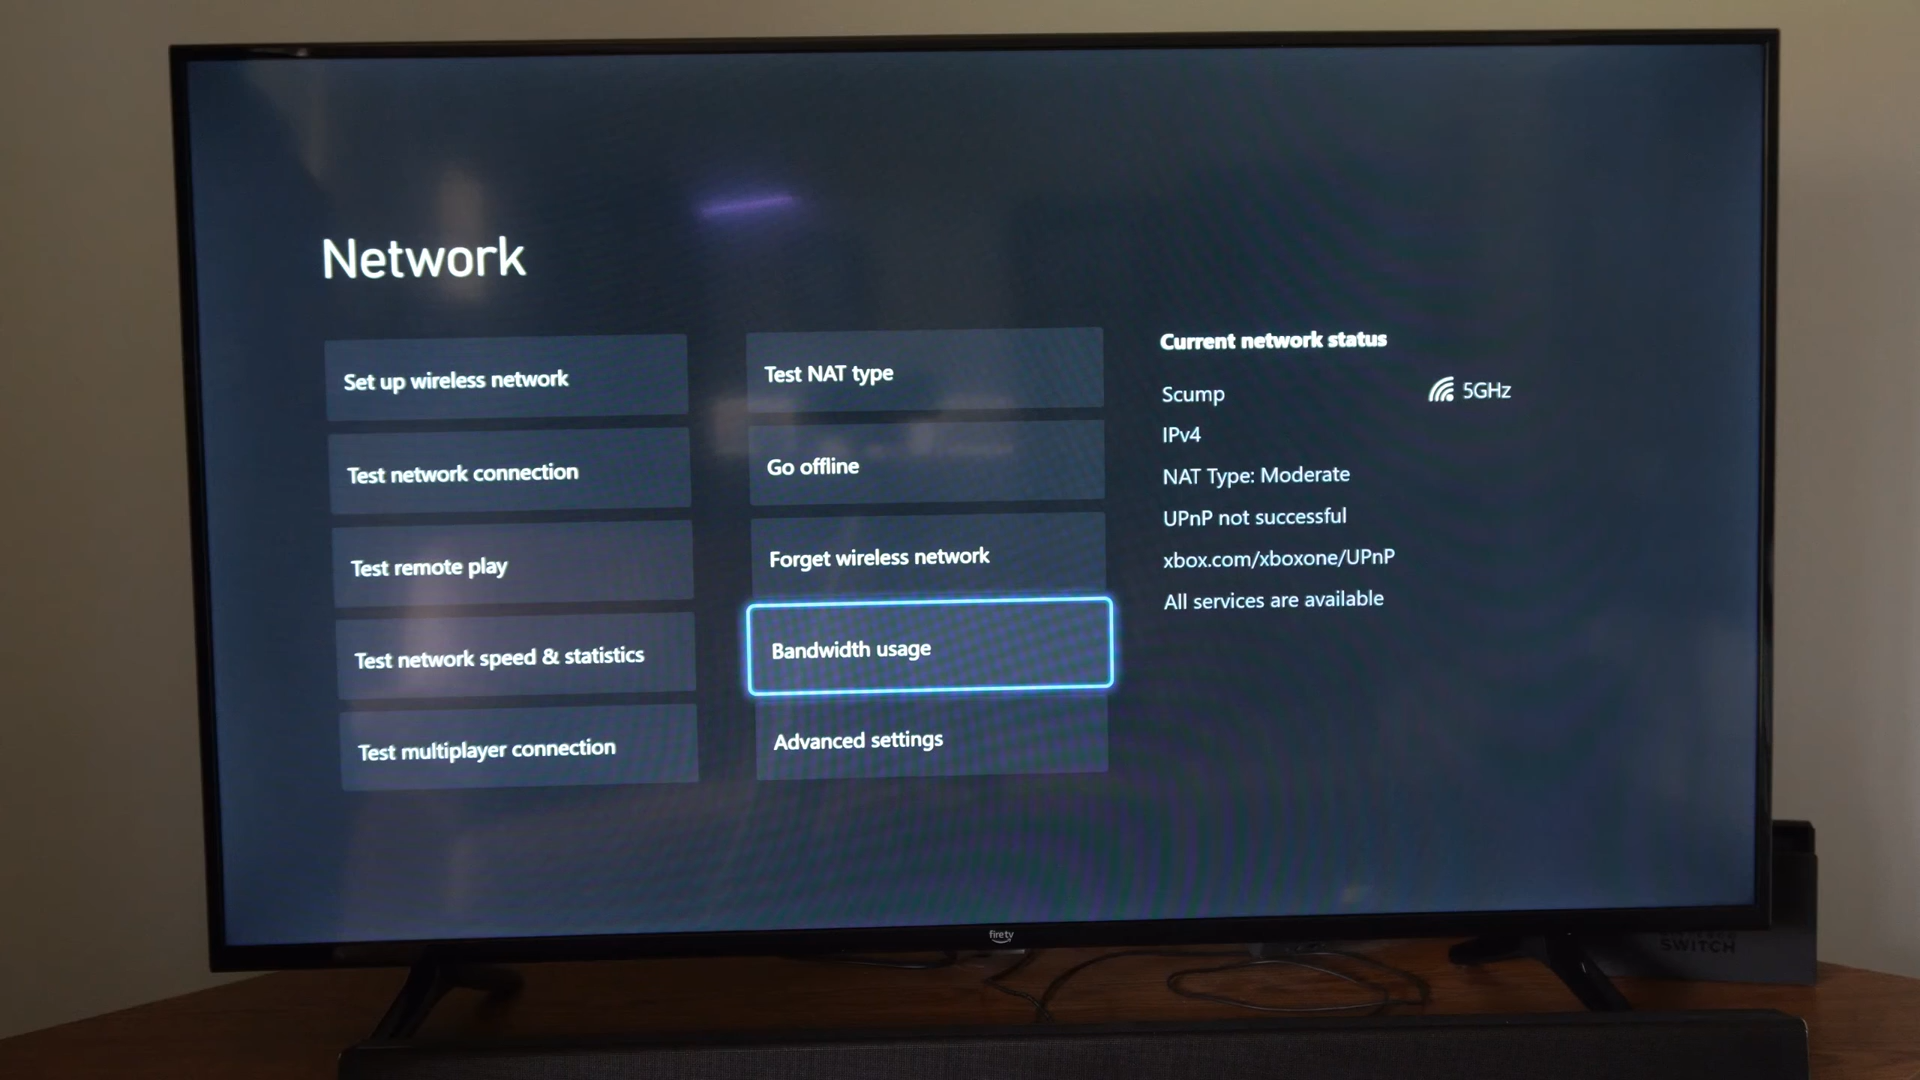 Network
Set up wireless network
Test network connection
Test remote play
Test network speed & statistics
Test multiplayer connection
Test NAT type
Go offline
Forget wireless network
Bandwidth usage
Advanced settings
Current network status
Scump
5GHz
IPv4
NAT Type: Moderate
UPnP not successful
xbox.com/xboxone/UPnP
All services are available
firetv
SWITCH